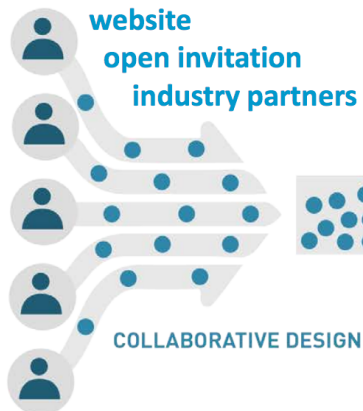 website
open invitation
industry partners
COLLABORATIVE DESIGN